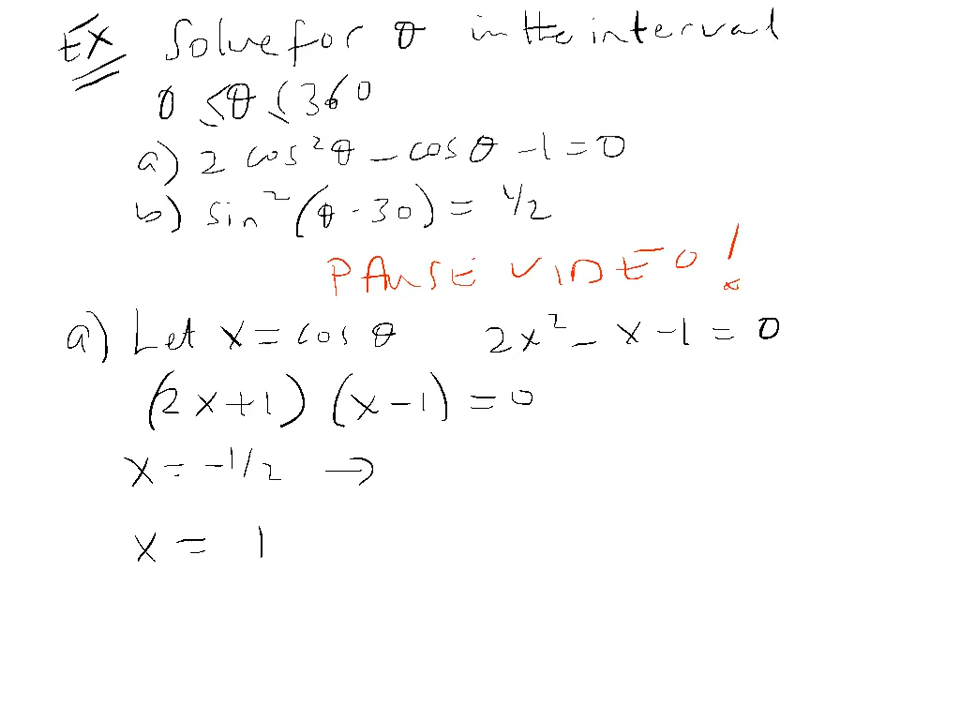 Ex Solve for θ in the interval
0 ≤ θ ≤ 360
a) 2 cos²θ - cos θ - 1 = 0
b) sin²(θ - 30) = 1/2
PAUSE VIDEO!
a) Let x = cos θ 2x² - x - 1 = 0
(2x+1) (x-1) = 0
x = -1/2 →
x = 1